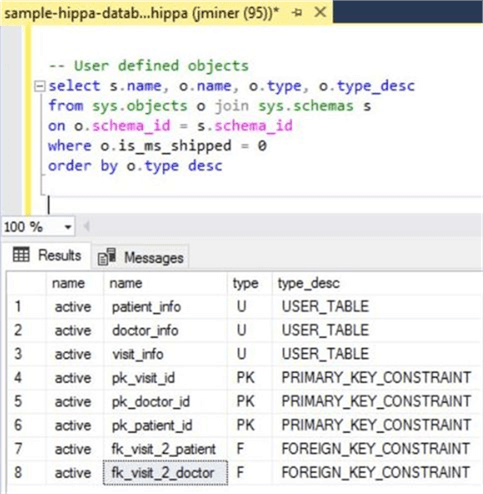 sample-hippa-datab...hippa (jminer (95))*
-- User defined objects
select s.name, o.name, o.type, o.type_desc
from sys.objects o join sys.schemas s
on o.schema_id = s.schema_id
where o.is_ms_shipped = 0
order by o.type desc
100 %
Results Messages
name name type type_desc
1 active patient_info U USER_TABLE
2 active doctor_info U USER_TABLE
3 active visit_info U USER_TABLE
4 active pk_visit_id PK PRIMARY_KEY_CONSTRAINT
5 active pk_doctor_id PK PRIMARY_KEY_CONSTRAINT
6 active pk_patient_id PK PRIMARY_KEY_CONSTRAINT
7 active fk_visit_2_patient F FOREIGN_KEY_CONSTRAINT
8 active fk_visit_2_doctor F FOREIGN_KEY_CONSTRAINT